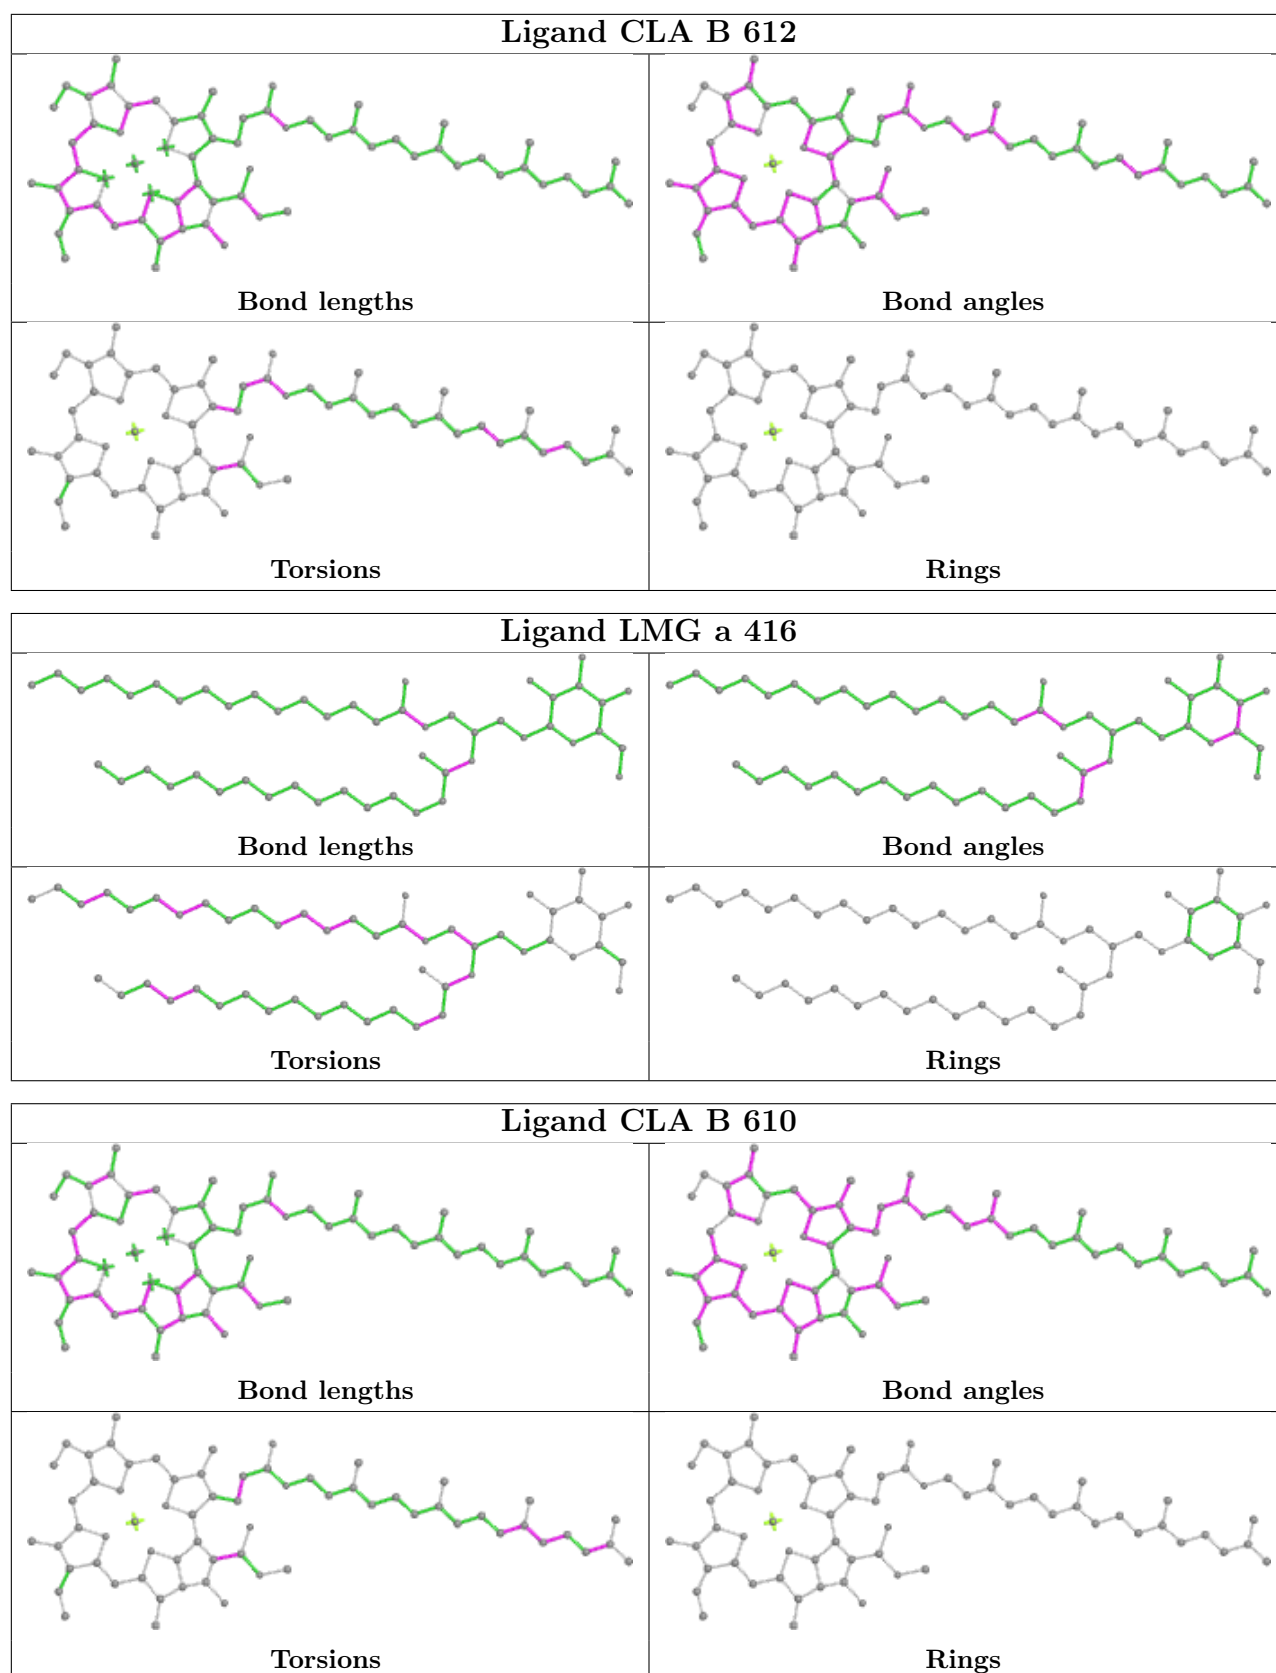 Ligand CLA B 612
Bond lengths
Bond angles
Torsions
Rings
Ligand LMG a 416
Bond lengths
Bond angles
Torsions
Rings
Ligand CLA B 610
Bond lengths
Bond angles
Torsions
Rings